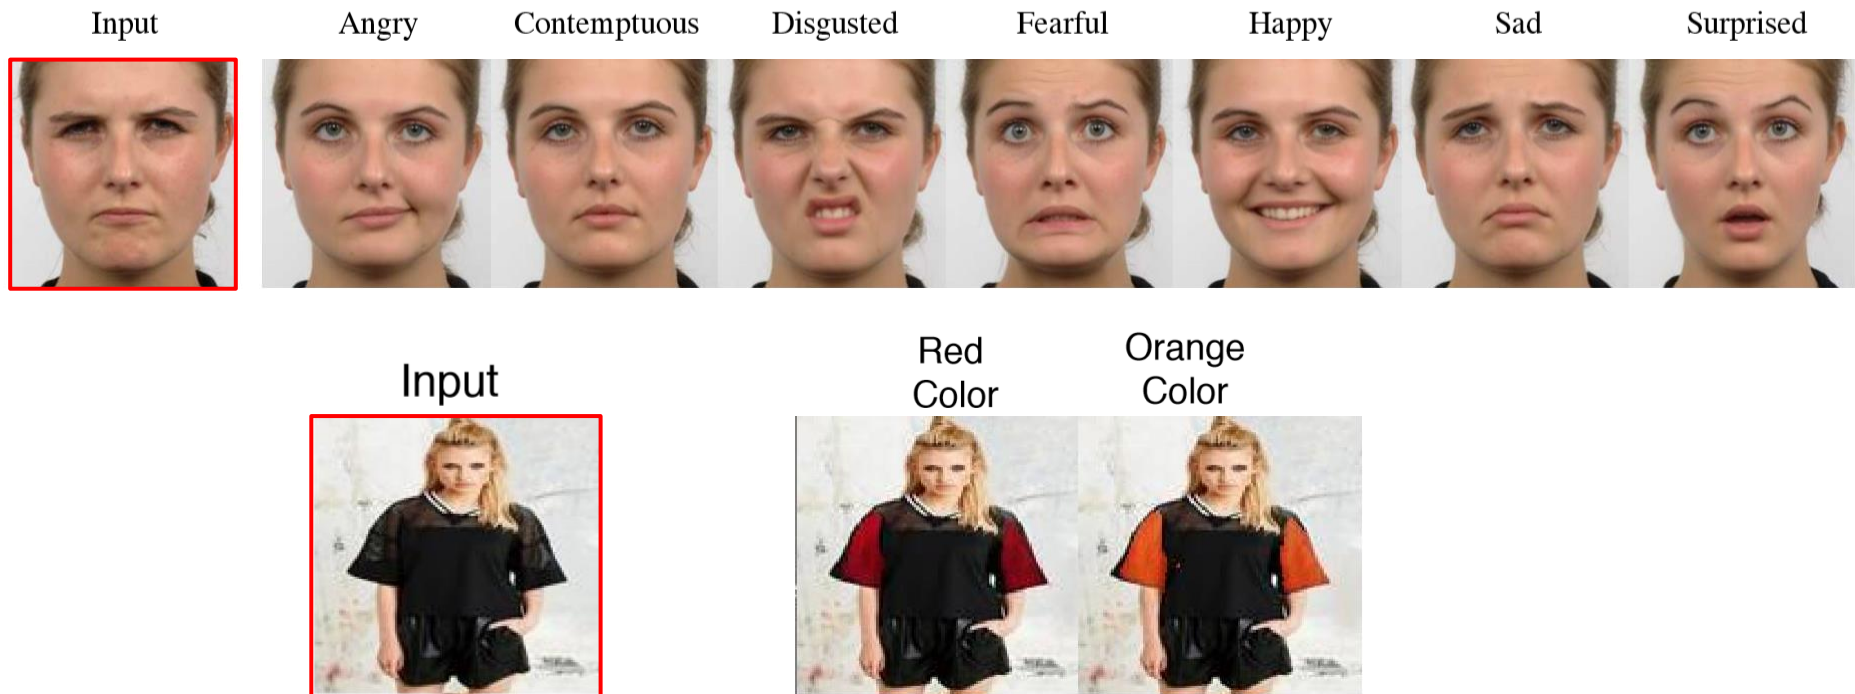 Input Angry Contemptuous Disgusted Fearful Happy Sad Surprised
Input
Red
Color
Orange
Color